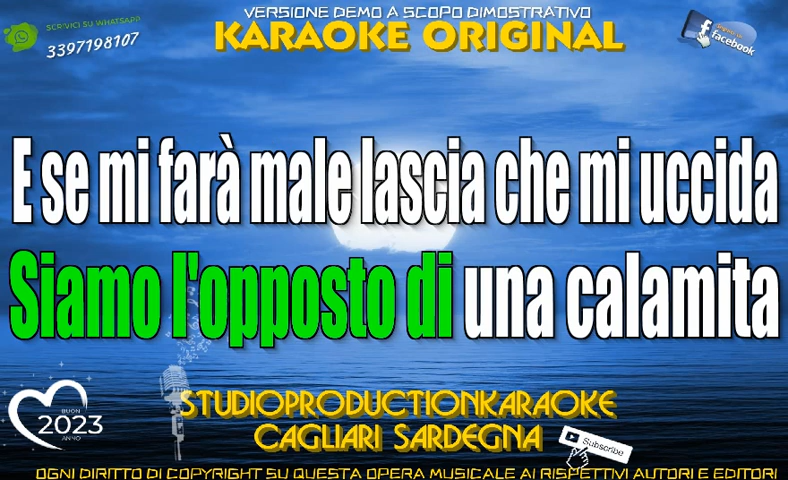 VERSIONE DEMO A SCOPO DIMOSTRATIVO
SCRIVICI SU WHATSAPP
3397198107
KARAOKE ORIGINAL
facebook
E se mi farà male lascia che mi uccida
Siamo l'opposto di una calamita
BUON
2023
ANNO
STUDIOPRODUCTIONKARAOKE
CAGLIARI SARDEGNA
Subscribe
OGNI DIRITTO DI COPYRIGHT SU QUESTA OPERA MUSICALE AI RISPETTIVI AUTORI E EDITORI